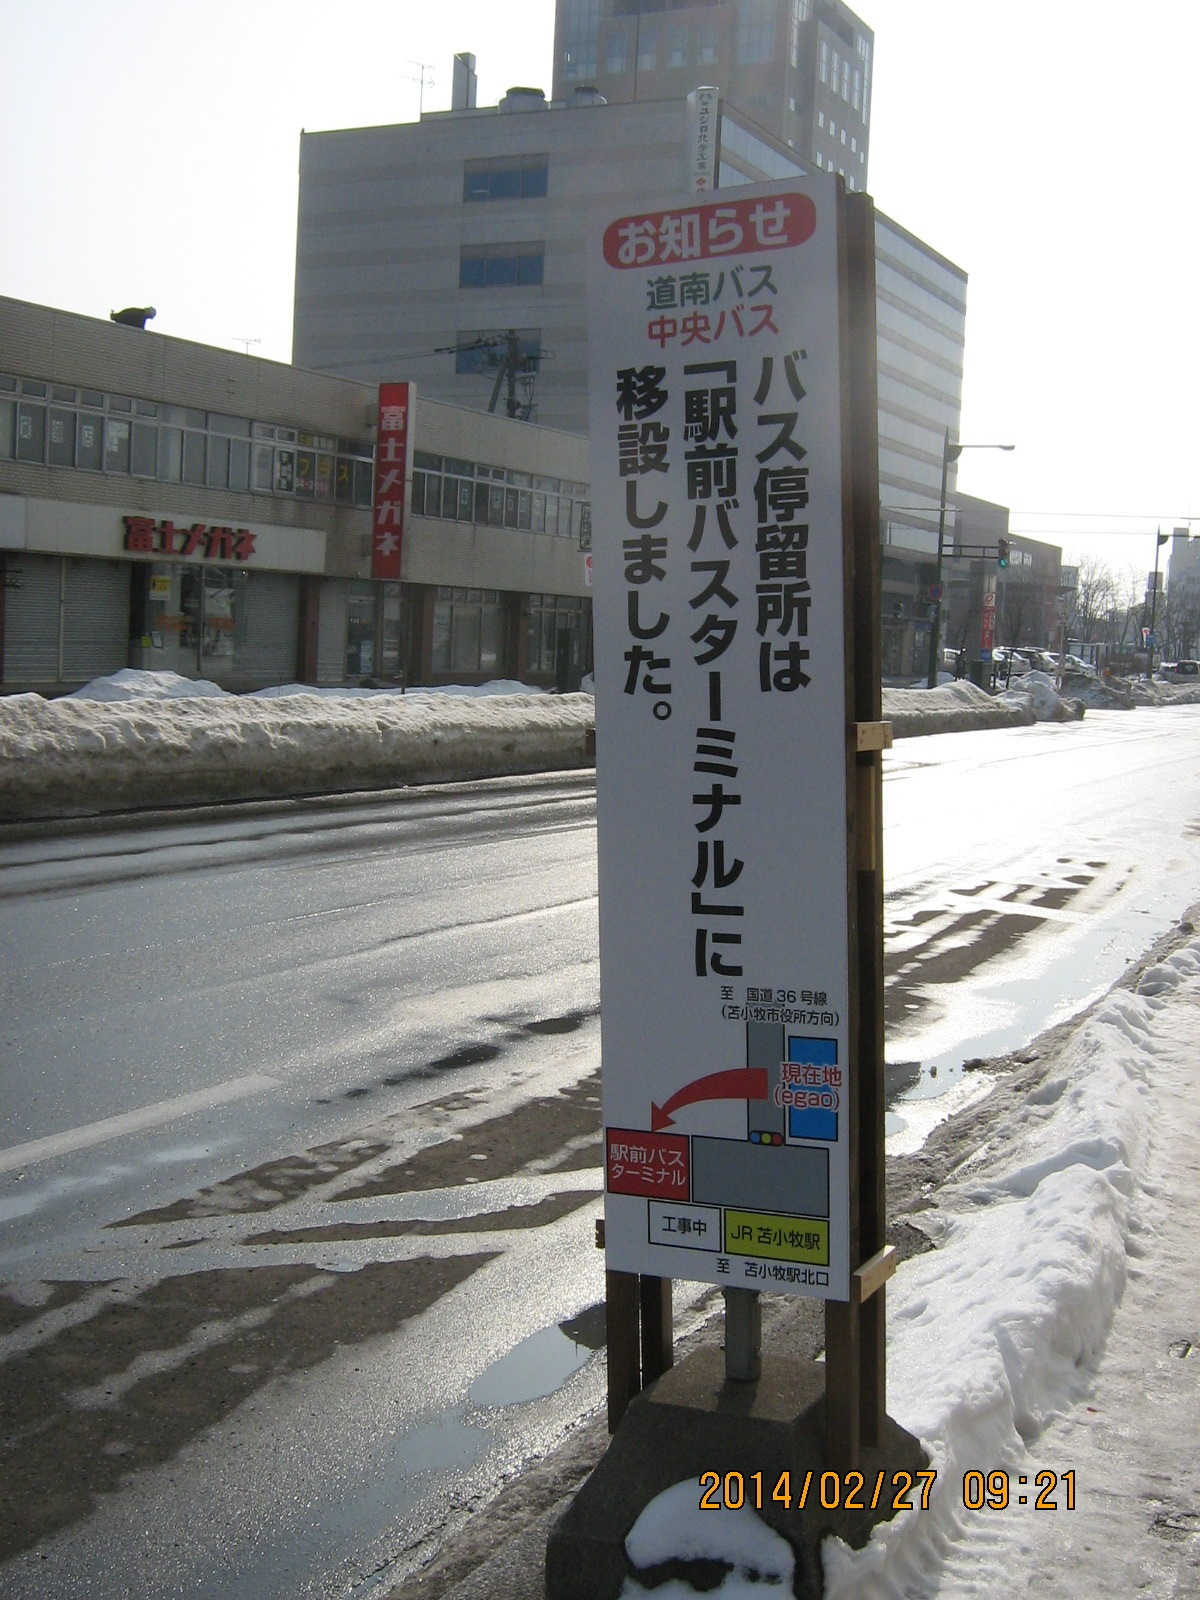 お知らせ
道南バス
中央バス
バス停留所は
「駅前バスターミナル」に
移設しました。
至 国道36号線
(苫小牧市役所方向)
現在地
(egao)
駅前バス
ターミナル
工事中
JR 苫小牧駅
至 苫小牧駅北口
富士メガネ
富士メガネ
プラス
2014/02/27 09:21